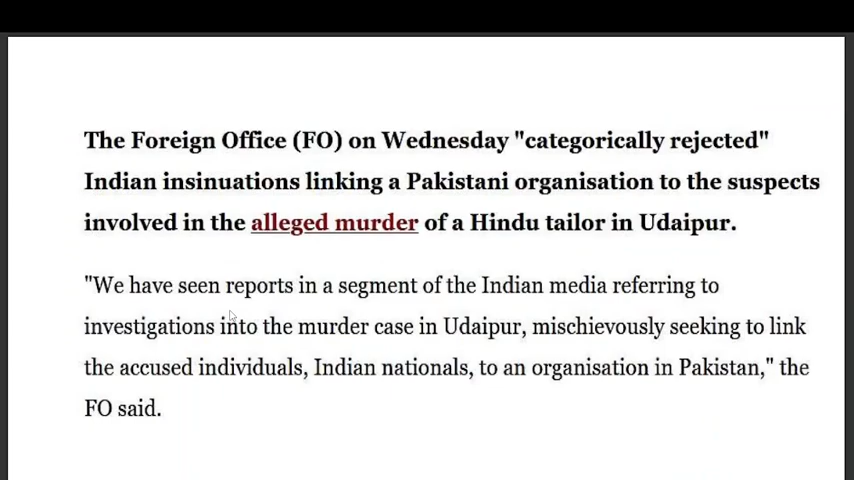 The Foreign Office (FO) on Wednesday "categorically rejected"
Indian insinuations linking a Pakistani organisation to the suspects
involved in the alleged murder of a Hindu tailor in Udaipur.
"We have seen reports in a segment of the Indian media referring to
investigations into the murder case in Udaipur, mischievously seeking to link
the accused individuals, Indian nationals, to an organisation in Pakistan," the
FO said.